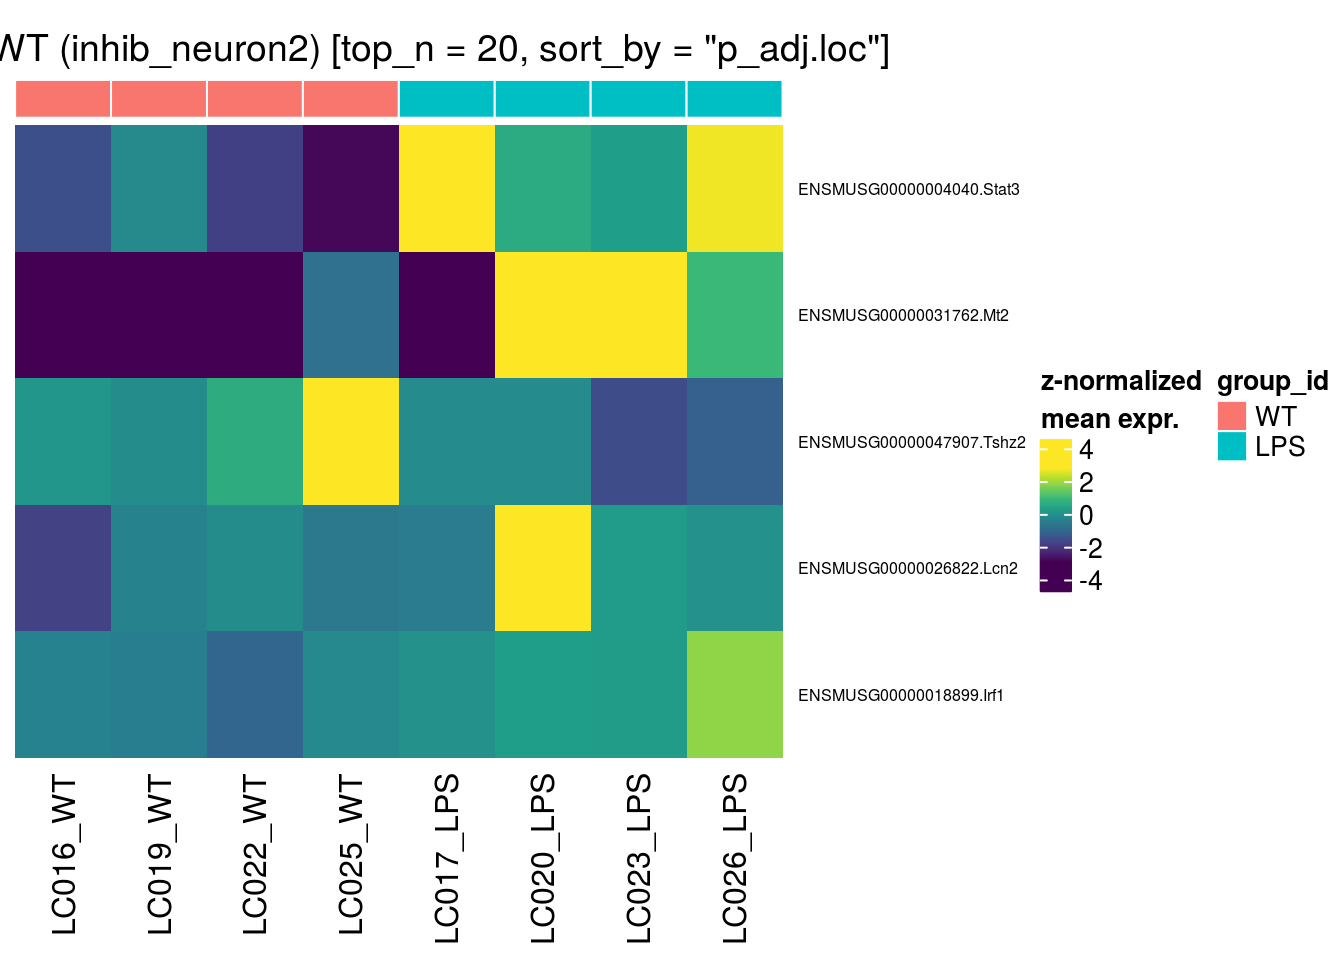 WT (inhib_neuron2) [top_n = 20, sort_by = "p_adj.loc"]
ENSMUSG00000004040.Stat3
ENSMUSG00000031762.Mt2
ENSMUSG00000047907.Tshz2
ENSMUSG00000026822.Lcn2
ENSMUSG00000018899.Irf1
z-normalized
mean expr.
4
2
0
-2
-4
group_id
WT
LPS
LC016_WT
LC019_WT
LC022_WT
LC025_WT
LC017_LPS
LC020_LPS
LC023_LPS
LC026_LPS